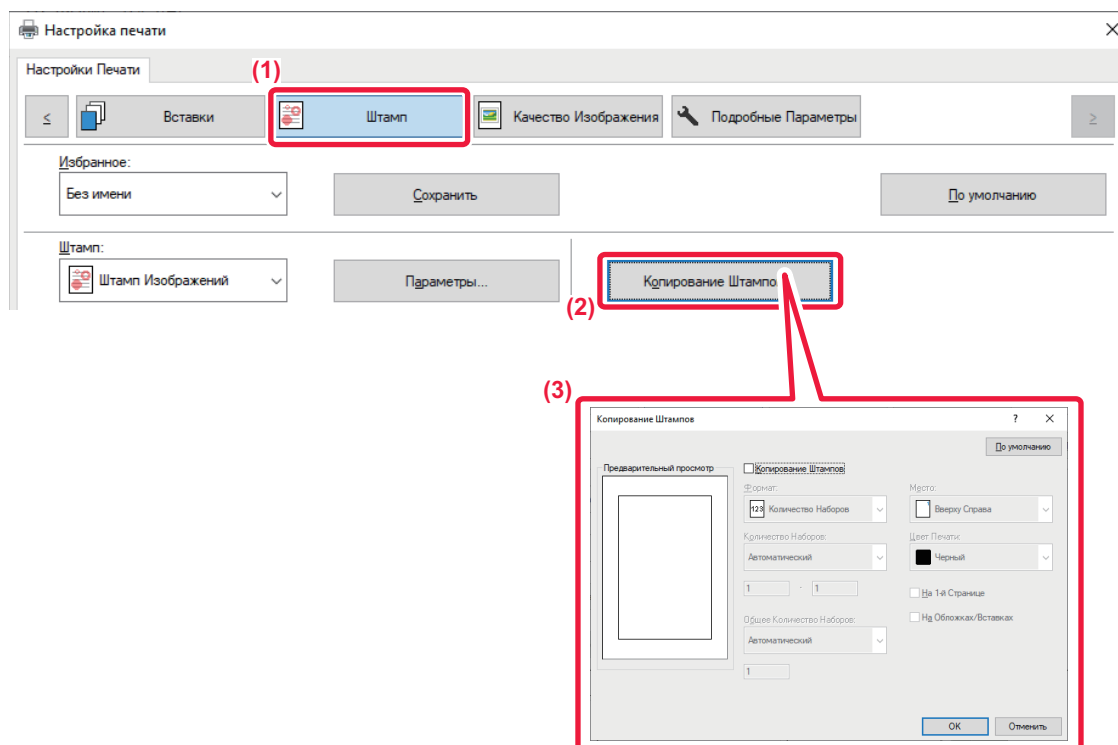 Настройка печати
Настройки Печати
(1)
<
Вставки
Штамп
Качество Изображения
Подробные Параметры
>
Избранное:
Без имени
Сохранить
По умолчанию
Штамп:
Штамп Изображений
Параметры...
Копирование Штампо
(2)
(3)
Копирование Штампов
?
По умолчанию
Предварительный просмотр
Копирование Штампов
Формат:
Место:
123 Количество Наборов
Вверху Справа
Количество Наборов:
Цвет Печати:
Автоматический
Черный
1 - 1
На 1-й Странице
На Обложках/Вставках
Общее Количество Наборов:
Автоматический
1
OK
Отменить